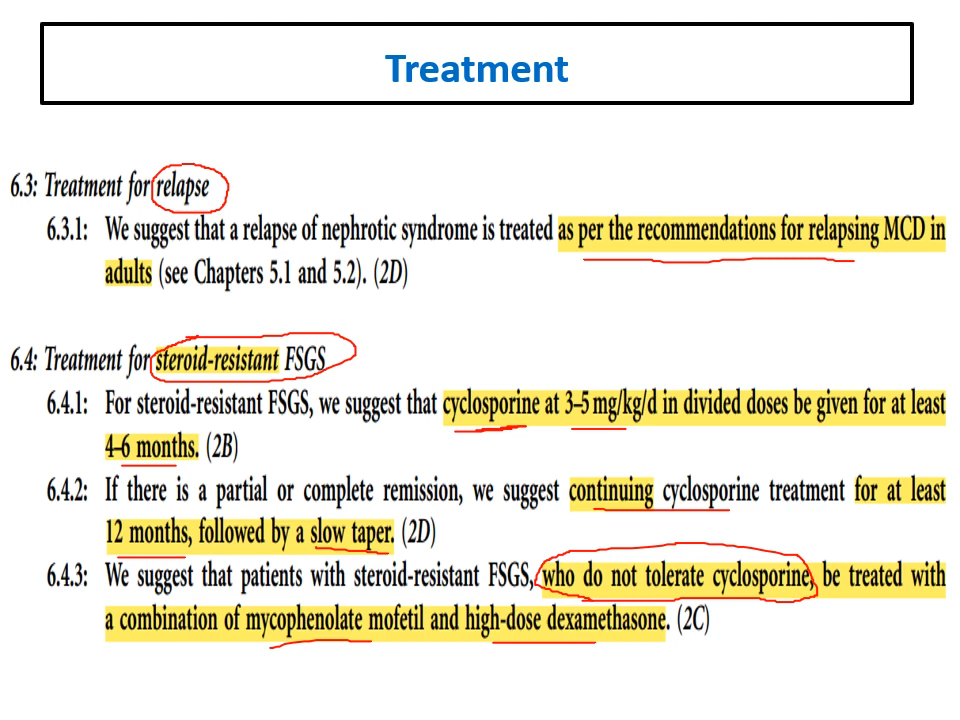 Treatment
6.3: Treatment for relapse
6.3.1: We suggest that a relapse of nephrotic syndrome is treated as per the recommendations for relapsing MCD in
adults (see Chapters 5.1 and 5.2). (2D)
6.4: Treatment for steroid-resistant FSGS
6.4.1: For steroid-resistant FSGS, we suggest that cyclosporine at 3–5 mg/kg/d in divided doses be given for at least
4–6 months. (2B)
6.4.2: If there is a partial or complete remission, we suggest continuing cyclosporine treatment for at least
12 months, followed by a slow taper. (2D)
6.4.3: We suggest that patients with steroid-resistant FSGS, who do not tolerate cyclosporine, be treated with
a combination of mycophenolate mofetil and high-dose dexamethasone. (2C)